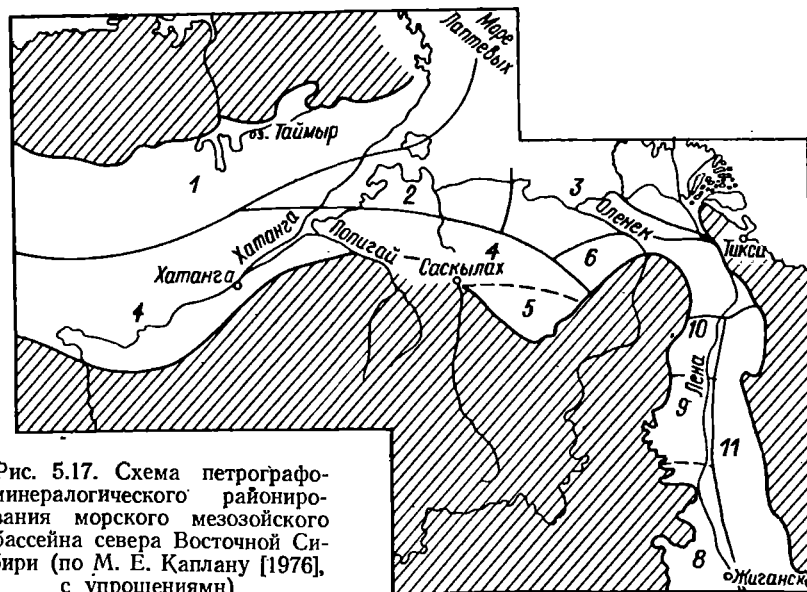 Море
Лаптевых
оз. Таймыр
1
2
3
Оленек
Тикси
Хатанга
Попигай
4
6
Хатанга
Саскылах
4
5
10
Лена
9
11
8
Жиганск
Рис. 5.17. Схема петрографо-
минералогического райониро-
вания морского мезозойского
бассейна севера Восточной Си-
бири (по М. Е. Каплану [1976],
с упрощениями)